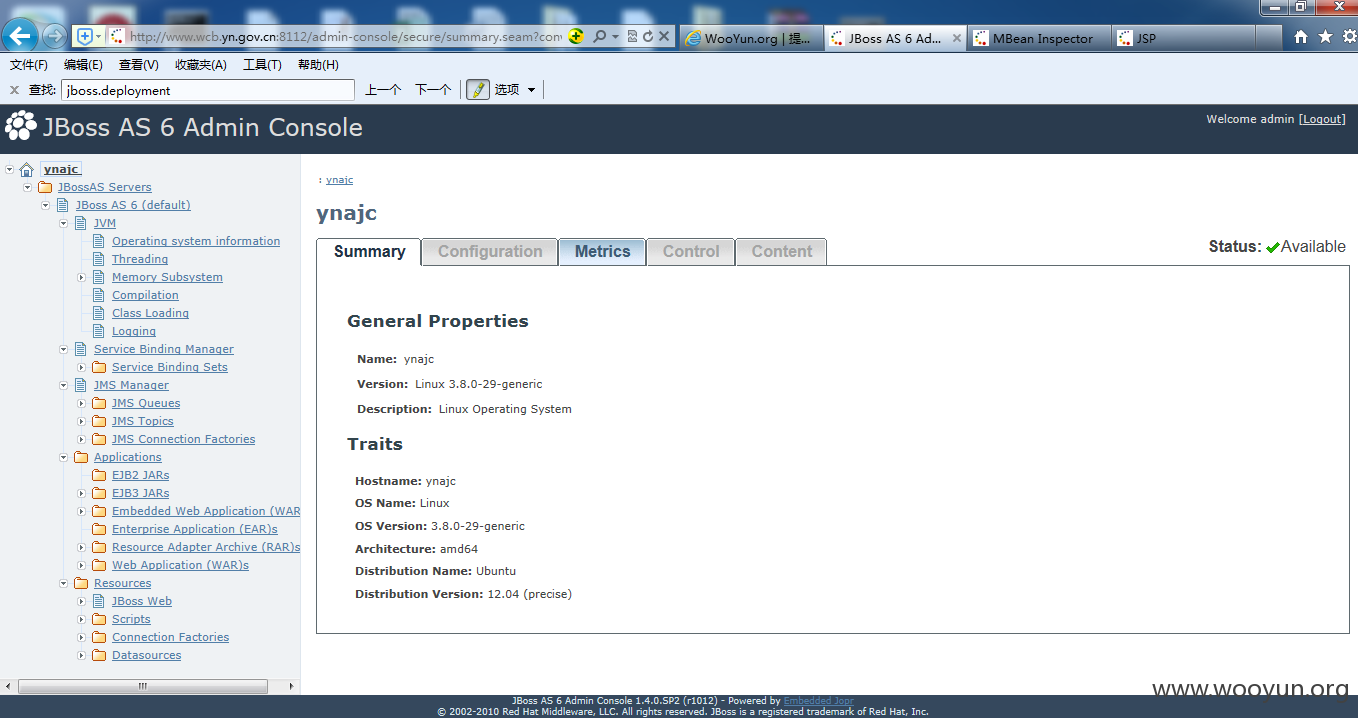 http://www.wcb.yn.gov.cn:8112/admin-console/secure/summary.seam?con
WooYun.org | 提...
JBoss AS 6 Ad...
MBean Inspector
JSP
文件(F) 编辑(E) 查看(V) 收藏夹(A) 工具(T) 帮助(H)
查找: jboss.deployment 上一个 下一个 选项
JBoss AS 6 Admin Console
Welcome admin [Logout]
ynajc
JBossAS Servers
JBoss AS 6 (default)
JVM
Operating system information
Threading
Memory Subsystem
Compilation
Class Loading
Logging
Service Binding Manager
Service Binding Sets
JMS Manager
JMS Queues
JMS Topics
JMS Connection Factories
Applications
EJB2 JARs
EJB3 JARs
Embedded Web Application (WAR
Enterprise Application (EAR)s
Resource Adapter Archive (RAR)s
Web Application (WAR)s
Resources
JBoss Web
Scripts
Connection Factories
Datasources
: ynajc
ynajc
Summary Configuration Metrics Control Content
Status: Available
General Properties
Name: ynajc
Version: Linux 3.8.0-29-generic
Description: Linux Operating System
Traits
Hostname: ynajc
OS Name: Linux
OS Version: 3.8.0-29-generic
Architecture: amd64
Distribution Name: Ubuntu
Distribution Version: 12.04 (precise)
www.wooyun.org
JBoss AS 6 Admin Console 1.4.0.SP2 (r1012) - Powered by Embedded Jopr
© 2002-2010 Red Hat Middleware, LLC. All rights reserved. JBoss is a registered trademark of Red Hat, Inc.